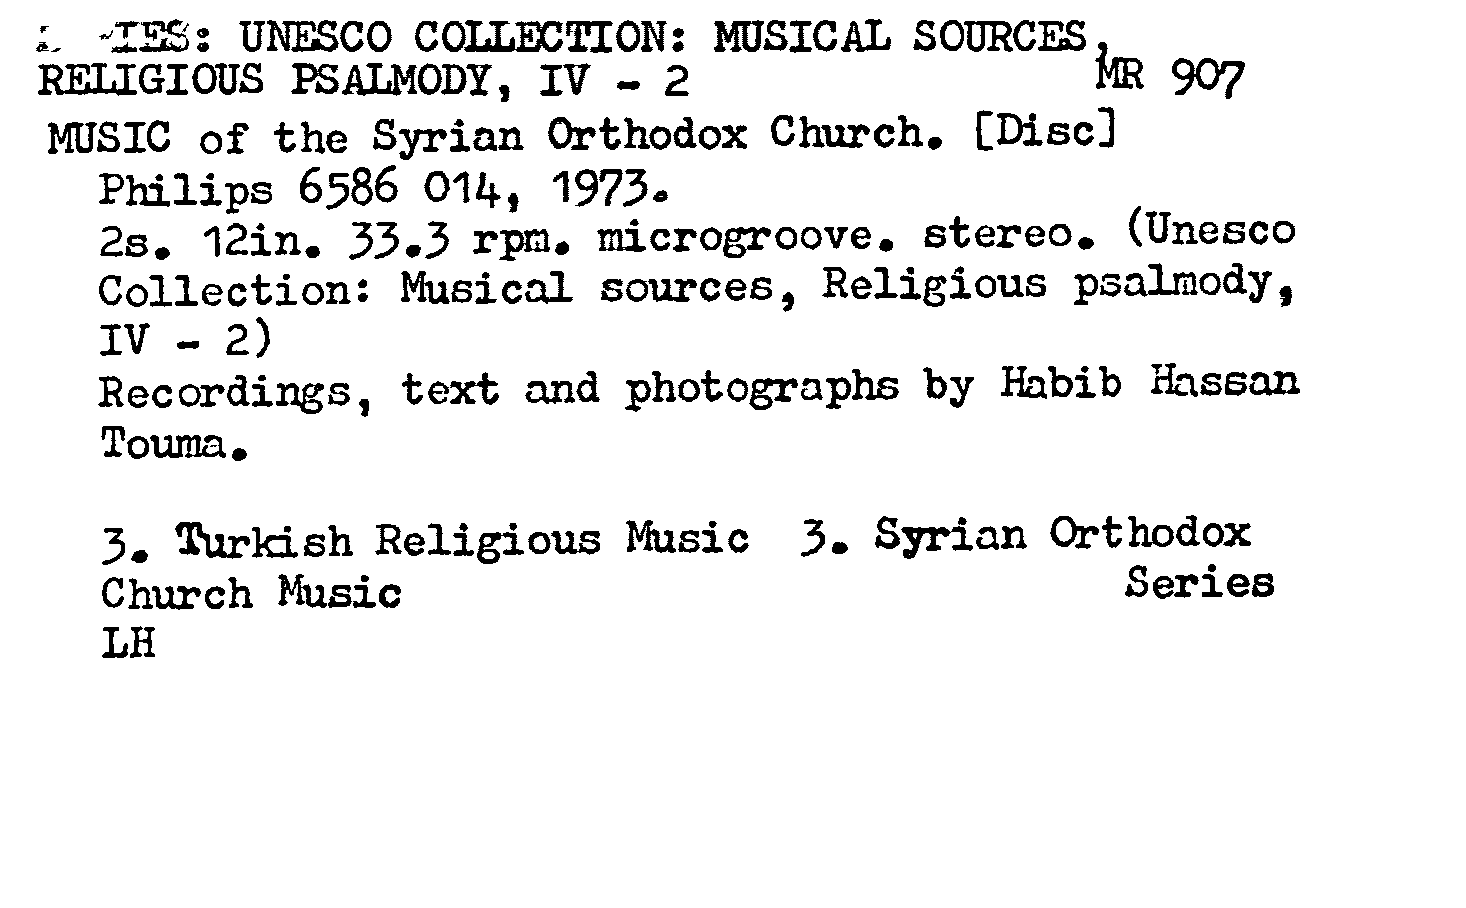 UNESCO COLLECTION: MUSICAL SOURCES,
RELIGIOUS PSALMODY, IV - 2 MR 907
MUSIC of the Syrian Orthodox Church. [Disc]
Philips 6586 014, 1973.
2s. 12in. 33.3 rpm. microgroove. stereo. (Unesco
Collection: Musical sources, Religious psalmody,
IV - 2)
Recordings, text and photographs by Habib Hassan
Touma.
3. Turkish Religious Music 3. Syrian Orthodox
Church Music Series
LH